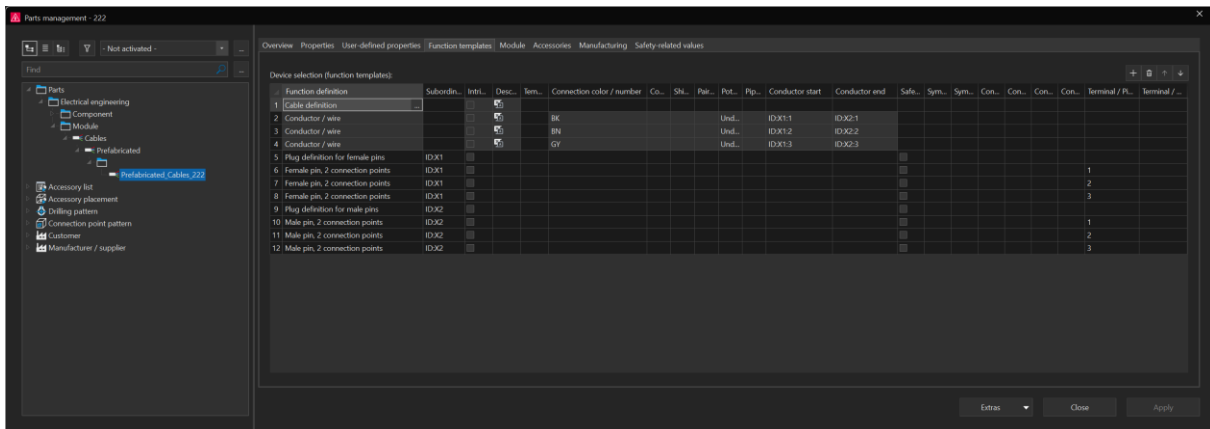 Parts management - 222
- Not activated -
...
Find
...
Parts
Electrical engineering
Component
Module
Cables
Prefabricated
Prefabricated_Cables_222
Accessory list
Accessory placement
Drilling pattern
Connection point pattern
Customer
Manufacturer / supplier
Overview Properties User-defined properties Function templates Module Accessories Manufacturing Safety-related values
Device selection (function templates):
Function definition Subordin... Intri... Desc... Tem... Connection color / number Co... Shi... Pair... Pot... Pip... Conductor start Conductor end Safe... Sym... Sym... Con... Con... Con... Con... Terminal / Pi... Terminal / ...
1 Cable definition ...
2 Conductor / wire BK Und... ID:X1:1 ID:X2:1
3 Conductor / wire BN Und... ID:X1:2 ID:X2:2
4 Conductor / wire GY Und... ID:X1:3 ID:X2:3
5 Plug definition for female pins ID:X1
6 Female pin, 2 connection points ID:X1 1
7 Female pin, 2 connection points ID:X1 2
8 Female pin, 2 connection points ID:X1 3
9 Plug definition for male pins ID:X2
10 Male pin, 2 connection points ID:X2 1
11 Male pin, 2 connection points ID:X2 2
12 Male pin, 2 connection points ID:X2 3
Extras Close Apply